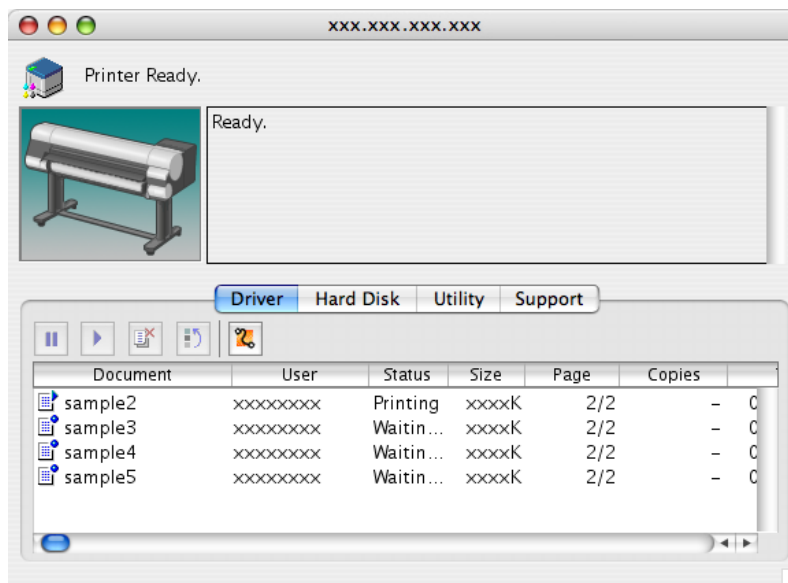 xxx.xxx.xxx.xxx
Printer Ready.
Ready.
Driver Hard Disk Utility Support
Document User Status Size Page Copies
sample2 xxxxxxxx Printing xxxxK 2/2 –
sample3 xxxxxxxx Waitin... xxxxK 2/2 –
sample4 xxxxxxxx Waitin... xxxxK 2/2 –
sample5 xxxxxxxx Waitin... xxxxK 2/2 –